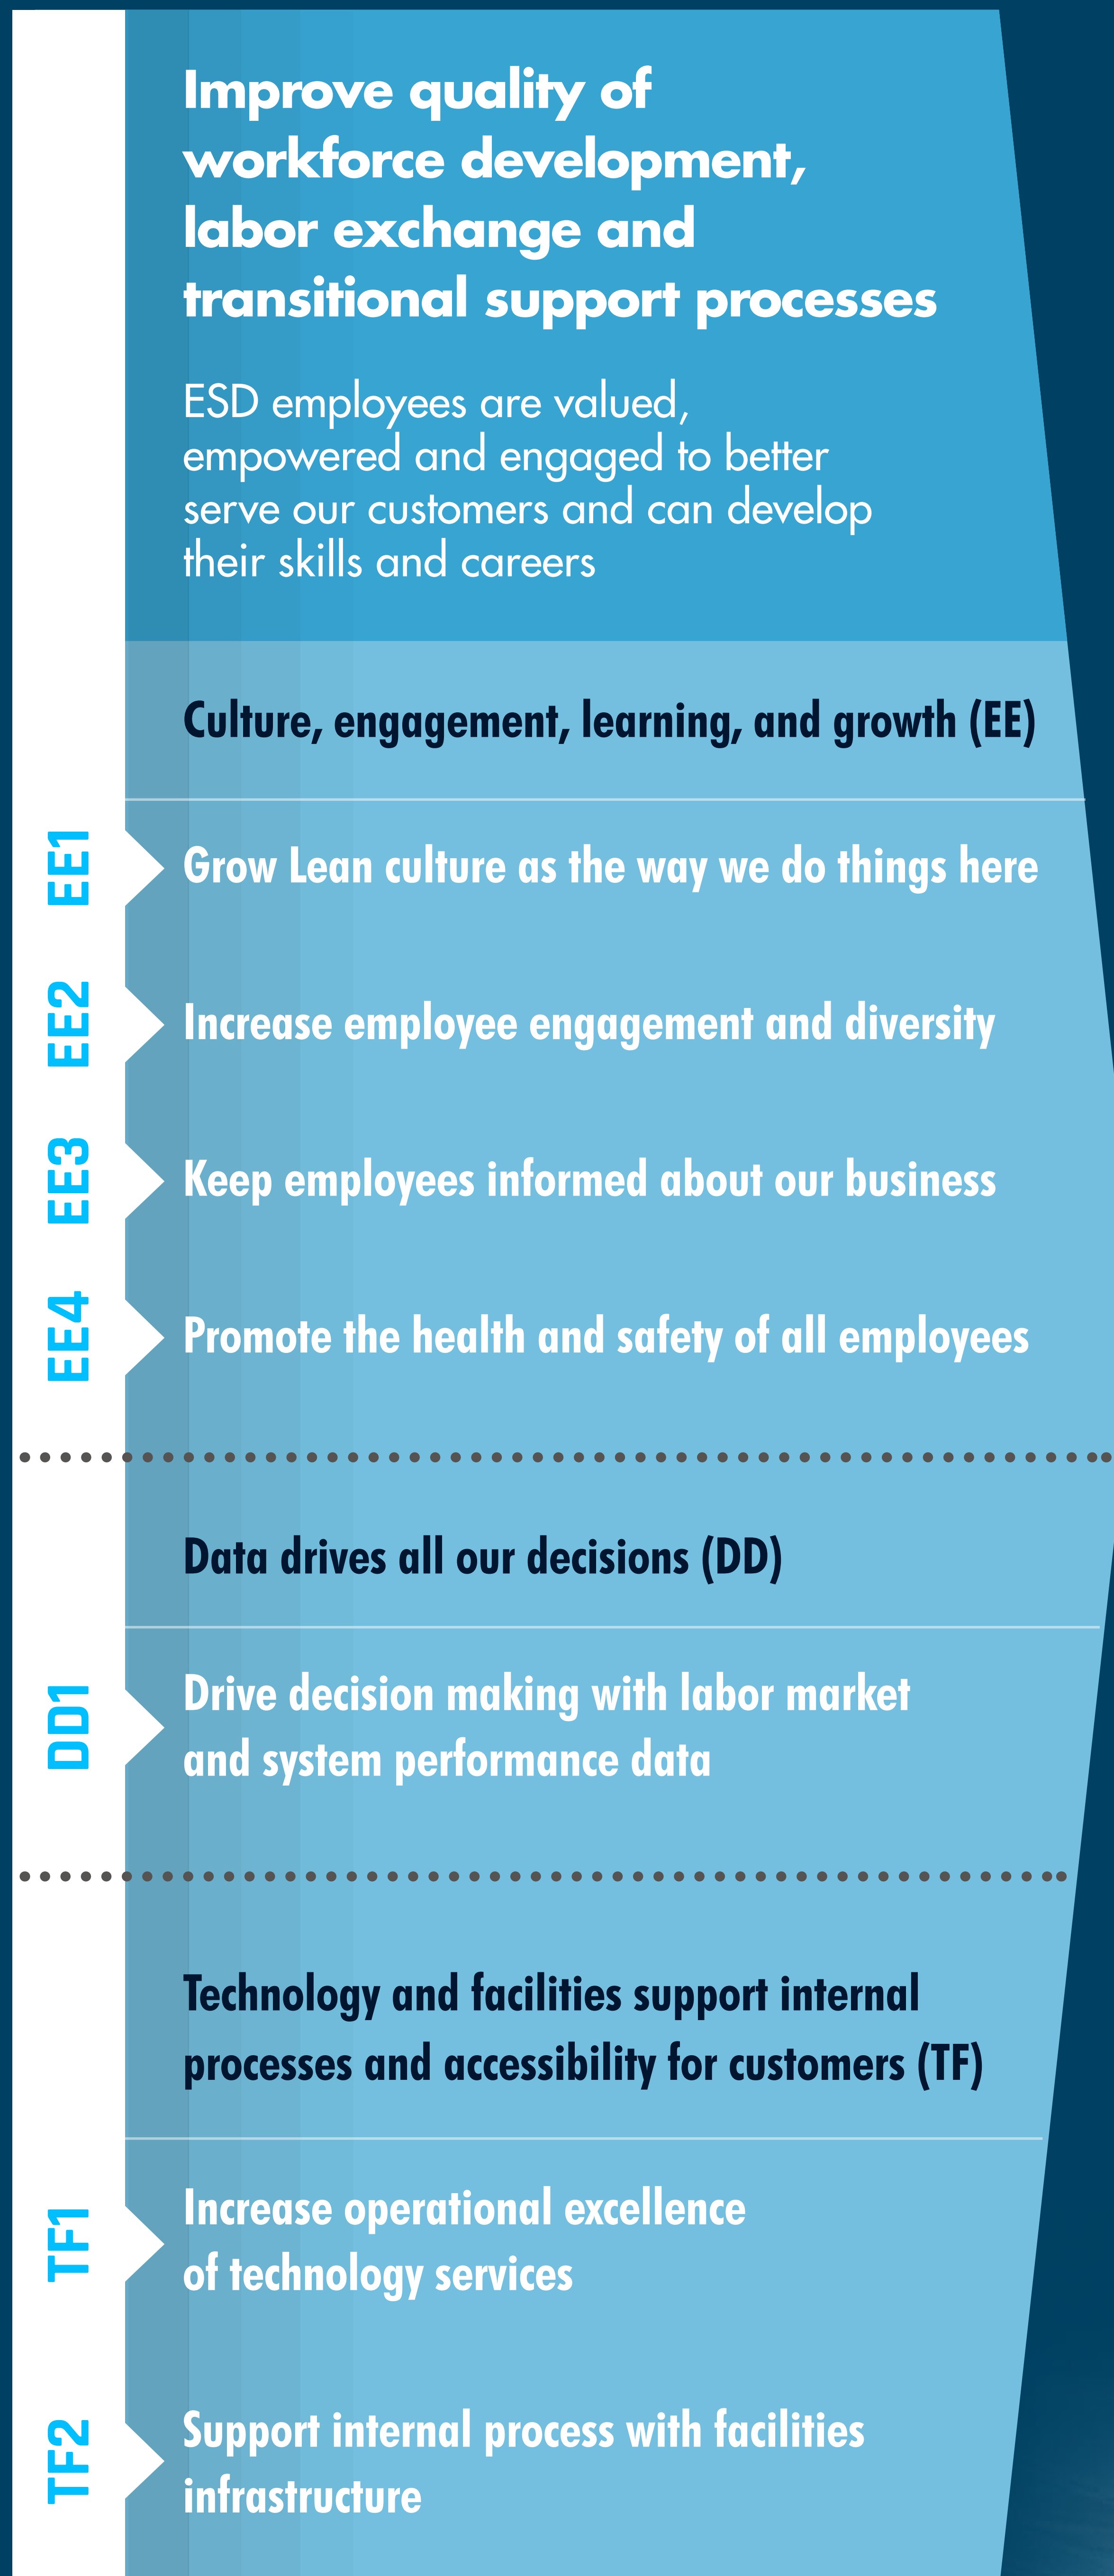 Improve quality of
workforce development,
labor exchange and
transitional support processes
ESD employees are valued,
empowered and engaged to better
serve our customers and can develop
their skills and careers
Culture, engagement, learning, and growth (EE)
EE1
Grow Lean culture as the way we do things here
EE2
Increase employee engagement and diversity
EE3
Keep employees informed about our business
EE4
Promote the health and safety of all employees
Data drives all our decisions (DD)
DD1
Drive decision making with labor market
and system performance data
Technology and facilities support internal
processes and accessibility for customers (TF)
TF1
Increase operational excellence
of technology services
TF2
Support internal process with facilities
infrastructure